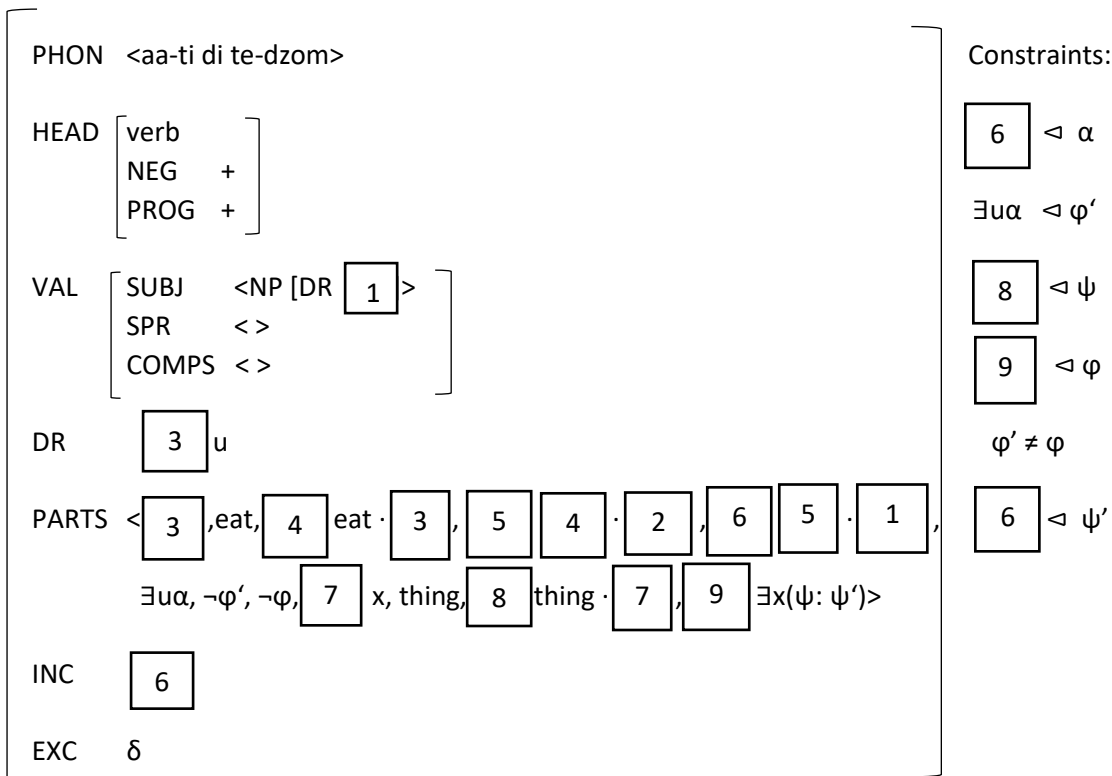 PHON <aa-ti di te-dzom> Constraints:
HEAD verb 6 ⊲ α
NEG +
PROG + ∃uα ⊲ φ‘
VAL SUBJ <NP [DR 1 > 8 ⊲ ψ
SPR < >
COMPS < > 9 ⊲ φ
DR 3 u φ’ ≠ φ
PARTS < 3 ,eat, 4 eat · 3 , 5 4 · 2 , 6 5 · 1 , 6 ⊲ ψ’
∃uα, ¬φ‘, ¬φ, 7 x, thing, 8 thing · 7 , 9 ∃x(ψ: ψ‘)>
INC 6
EXC δ